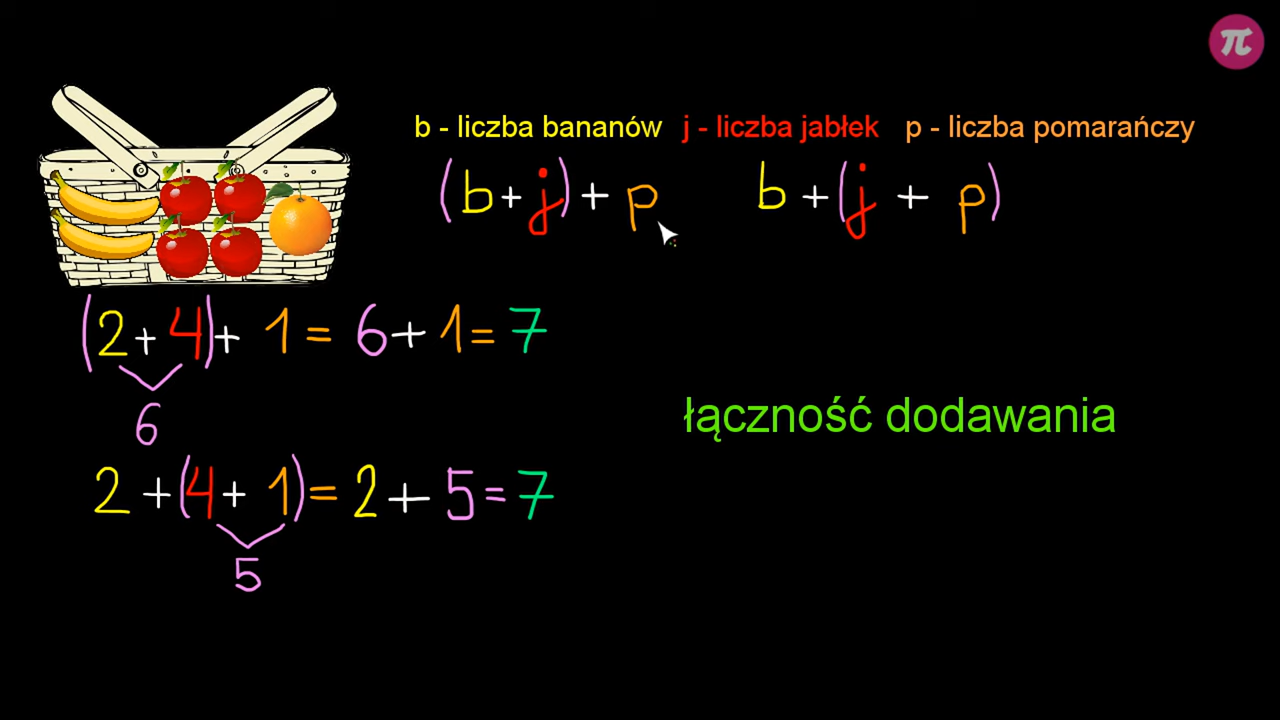 π
b - liczba bananów j - liczba jabłek p - liczba pomarańczy
(b+j)+p b+(j+p)
(2+4)+1=6+1=7
6
łączność dodawania
2+(4+1)=2+5=7
5